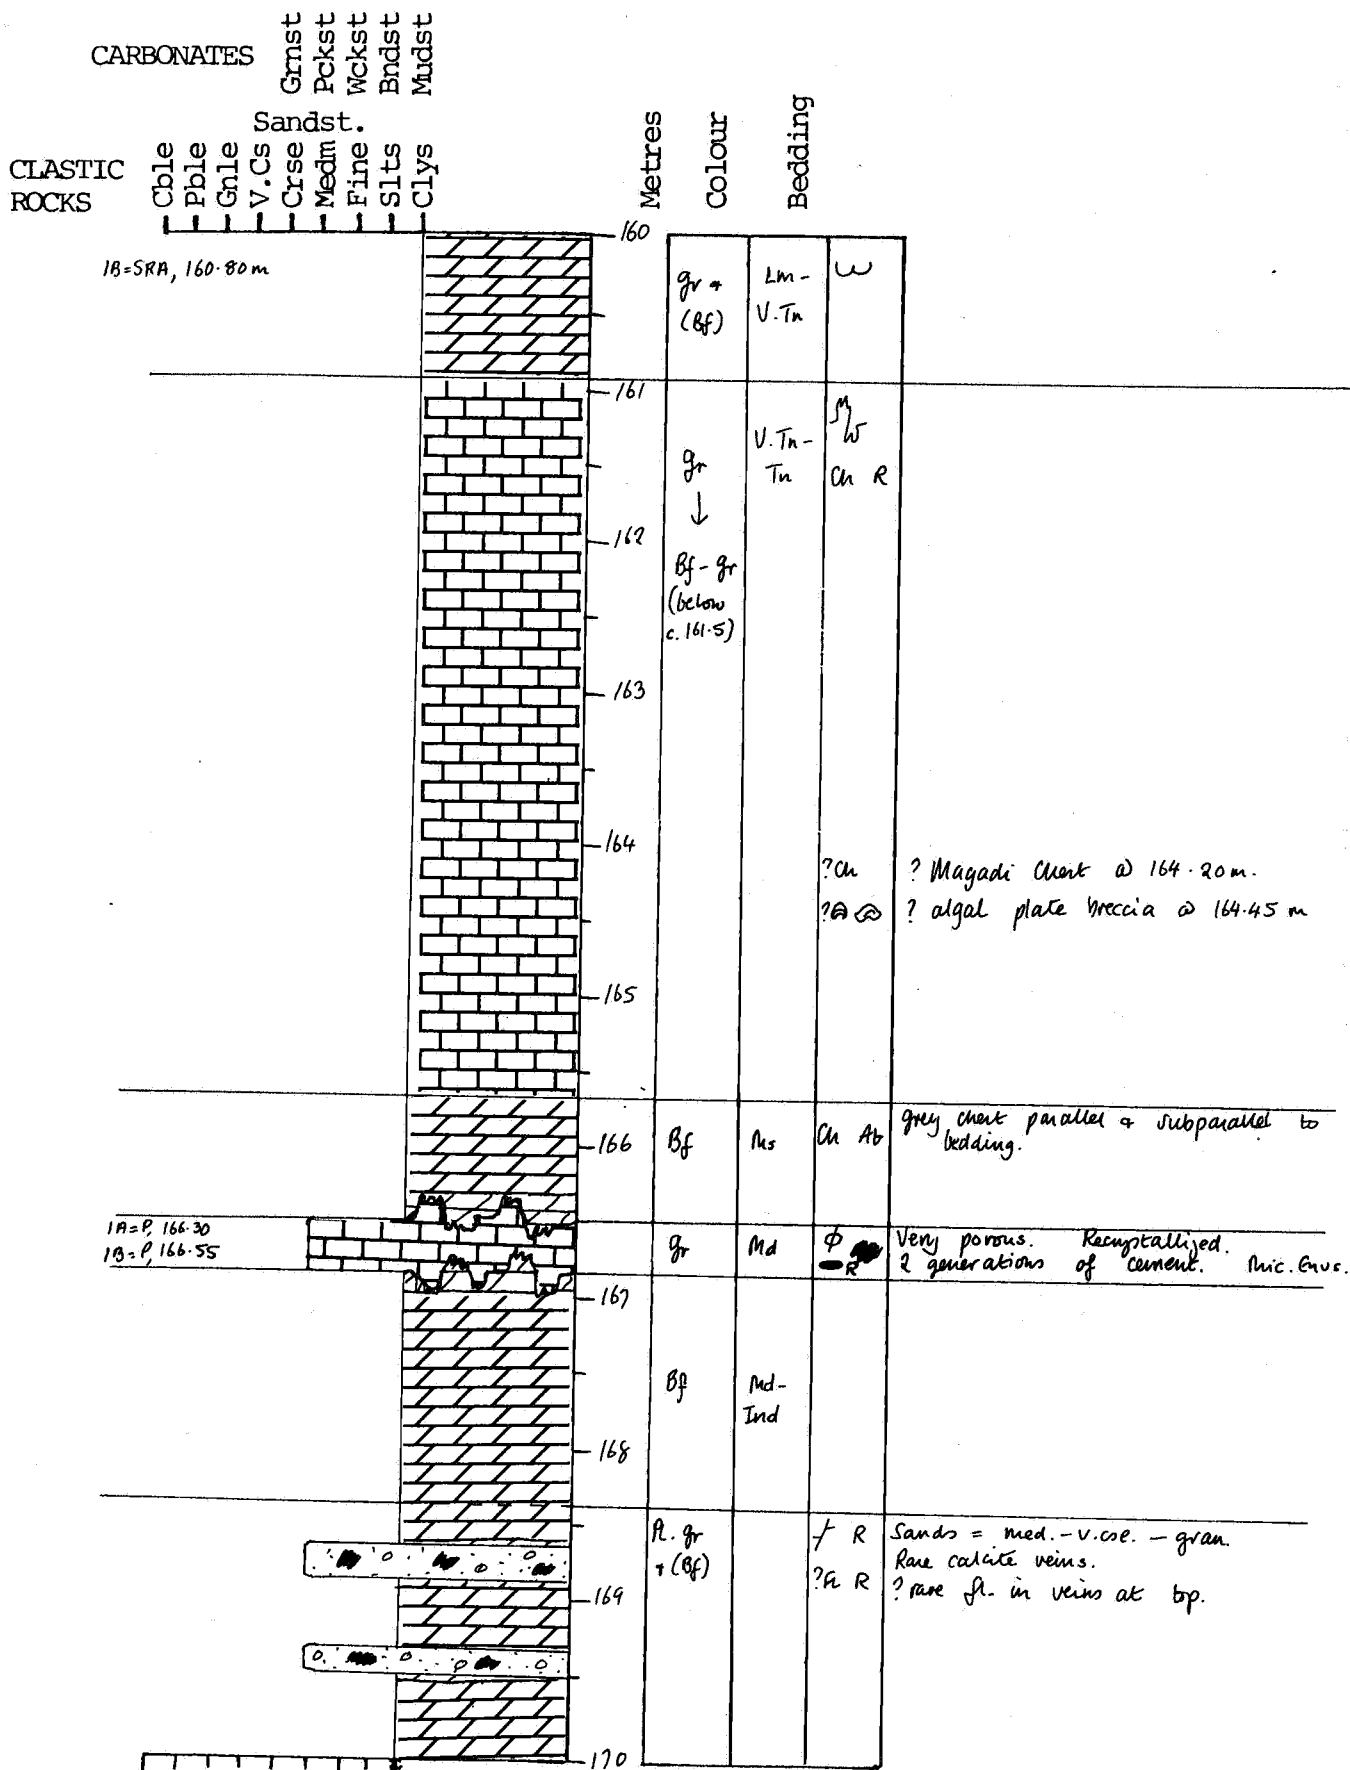 CARBONATES
Grnst
Pckst
Wckst
Bndst
Mudst
Sandst.
CLASTIC
ROCKS
Cble
Pble
Gnle
V.Cs
Crse
Medm
Fine
Slts
Clys
Metres
Colour
Bedding
160
1B=SRA, 160.80m
gr +
(Bf)
Lm-
V.Tn
161
gr
↓
Bf-gr
(below
c.161.5)
V.Tn-
Tn
Ch R
162
163
164
?Ch
? Magadi Chert @ 164.20m.
? algal plate breccia @ 164.45 m
165
166
Bf
Ms
Ch Ab
grey chert parallel & subparallel to
bedding.
1A=P, 166.30
1B=P, 166.55
gr
Md
φ
R
Very porous. Recrystallized.
2 generations of cement. Mic. Envs.
167
Bf
Md-
Ind
168
Pl. gr
+ (Bf)
R
Sands = med.-v.cse.-gran.
Rare calcite veins.
?Fl R
? rare fl. in veins at top.
169
170